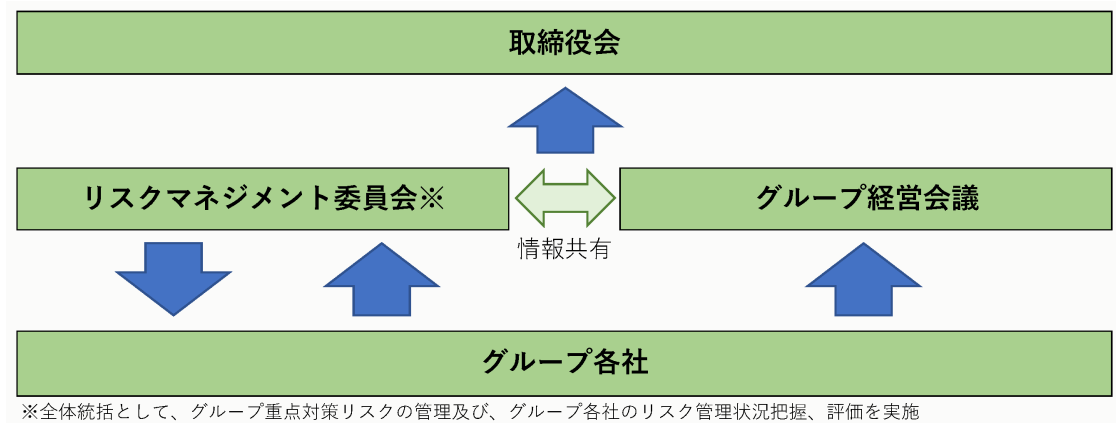 取締役会
リスクマネジメント委員会※
グループ経営会議
情報共有
グループ各社
※全体統括として、グループ重点対策リスクの管理及び、グループ各社のリスク管理状況把握、評価を実施